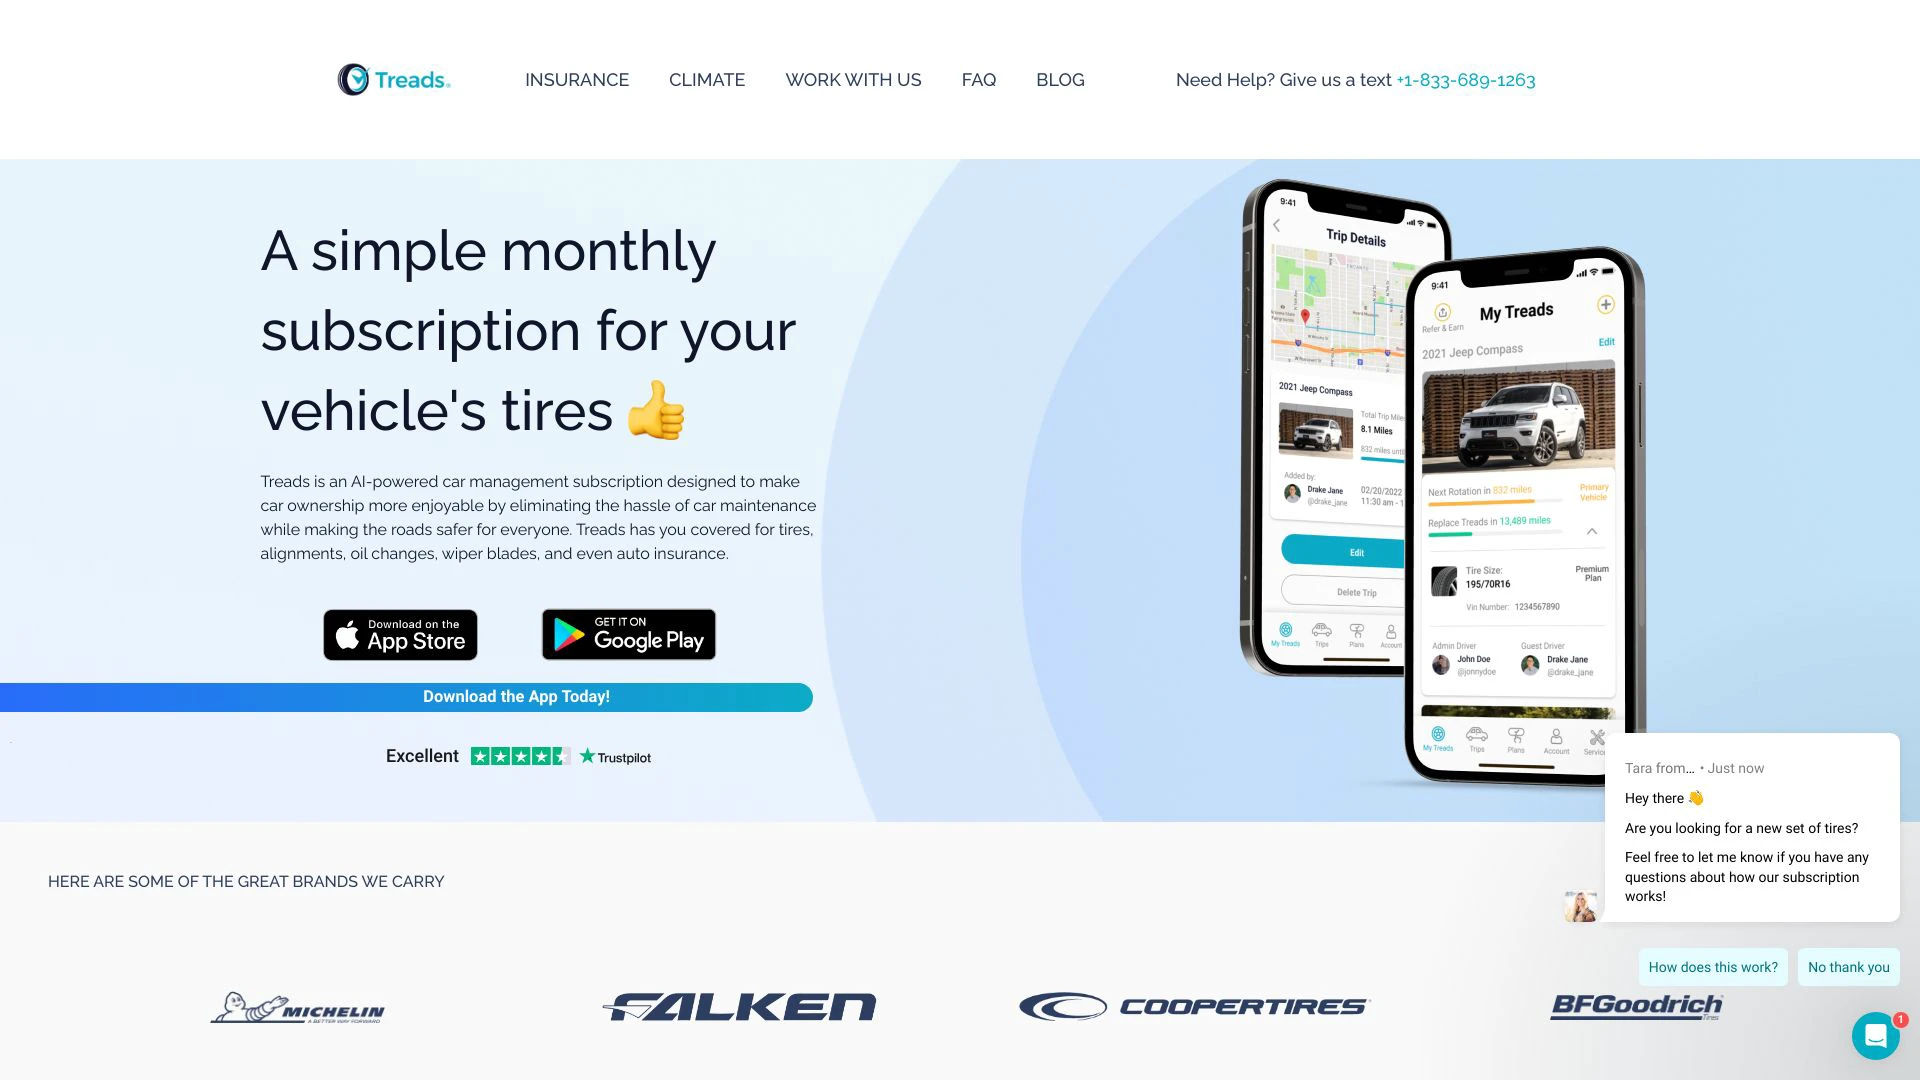 Treads
INSURANCE
CLIMATE
WORK WITH US
FAQ
BLOG
Need Help? Give us a text +1-833-689-1263
A simple monthly
subscription for your
vehicle's tires 👍
Treads is an AI-powered car management subscription designed to make
car ownership more enjoyable by eliminating the hassle of car maintenance
while making the roads safer for everyone. Treads has you covered for tires,
alignments, oil changes, wiper blades, and even auto insurance.
Download on the
App Store
GET IT ON
Google Play
Download the App Today!
Excellent
Trustpilot
9:41
Trip Details
2021 Jeep Compass
8.1 Miles
Added by:
Drake Jane
@drake_jane
02/20/2022
Edit
Delete Trip
My Treads
Trips
Plans
Account
9:41
Refer & Earn
My Treads
Edit
2021 Jeep Compass
Next Rotation in 832 miles
Primary
Vehicle
Replace Treads in 13,489 miles
Tire Size:
195/70R16
Premium
Plan
Vin Number: 1234567890
Admin Driver
John Doe
@jonnydoe
Guest Driver
Drake Jane
@drake_jane
My Treads
Trips
Plans
Account
Tara from... • Just now
Hey there 👋
Are you looking for a new set of tires?
Feel free to let me know if you have any
questions about how our subscription
works!
How does this work?
No thank you
1
HERE ARE SOME OF THE GREAT BRANDS WE CARRY
MICHELIN
A BETTER WAY FORWARD
FALKEN
COOPERTIRES
BFGoodrich
Tires